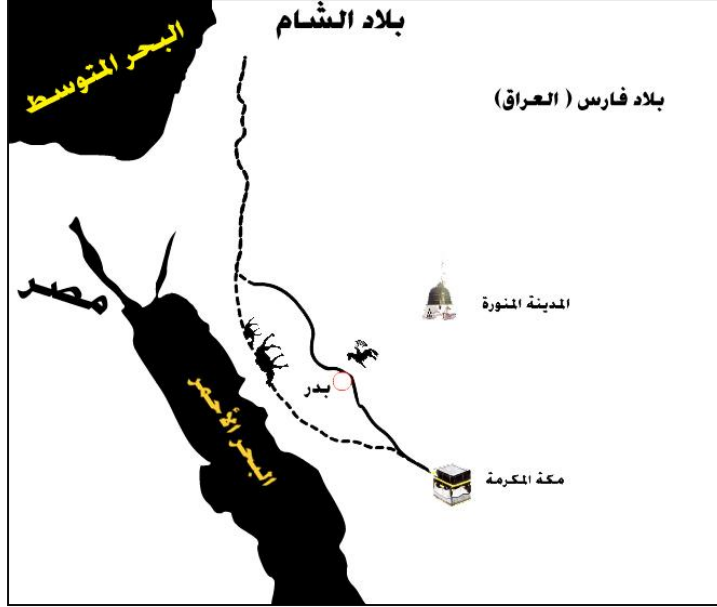 بلاد الشام
البحر المتوسط
بلاد فارس ( العراق)
مصر
المدينة المنورة
بدر
البحر الأحمر
مكة المكرمة